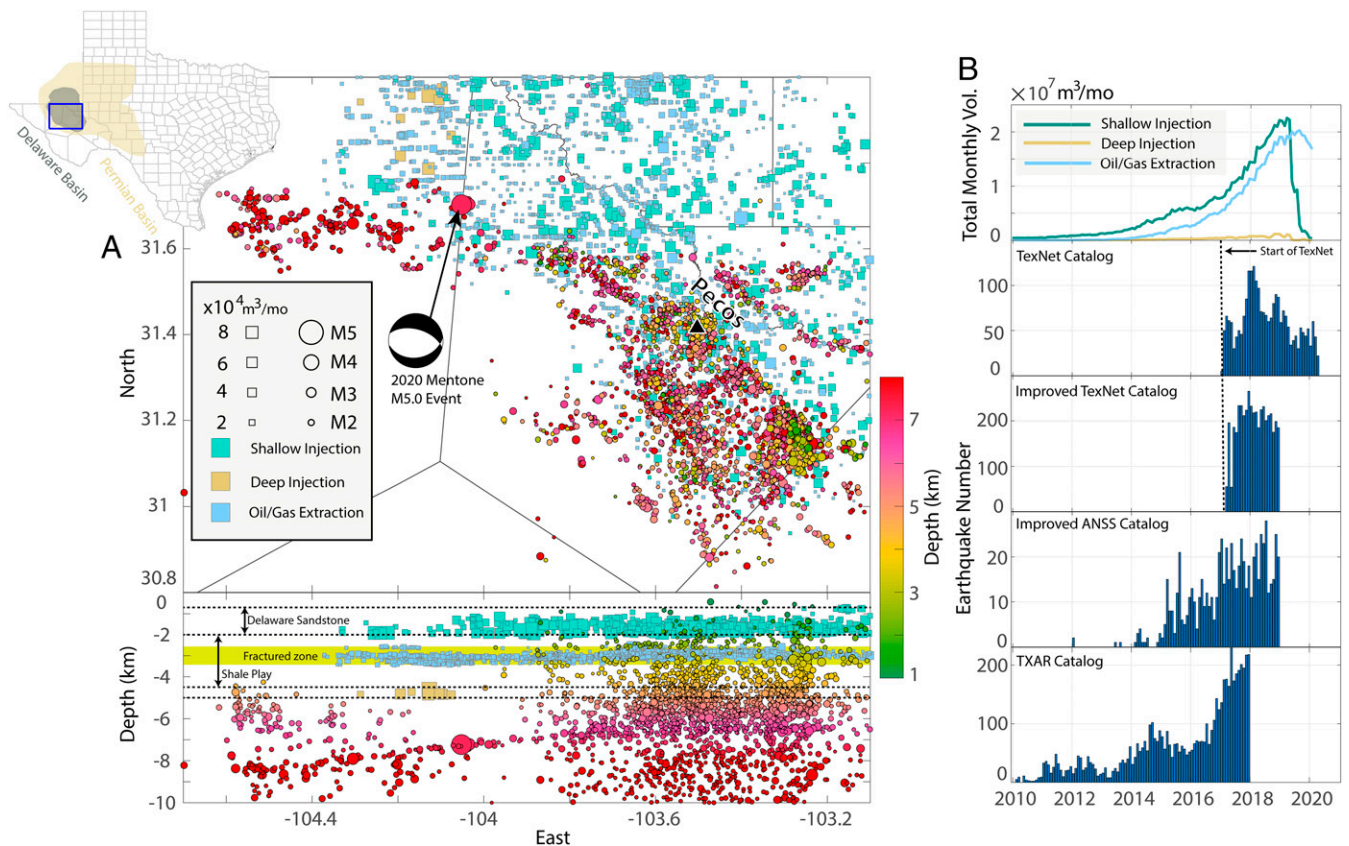 Delaware Basin
Permian Basin
A
31.6
31.4
31.2
31
30.8
North
x10⁴m³/mo
8
M5
6
M4
4
M3
2
M2
Shallow Injection
Deep Injection
Oil/Gas Extraction
2020 Mentone
M5.0 Event
Pecos
7
5
3
1
Depth (km)
0
-2
-4
-6
-8
-10
Depth (km)
Delaware Sandstone
Fractured zone
Shale Play
-104.4
-104
-103.6
-103.2
East
B
×10⁷m³/mo
Total Monthly Vol.
2
1
0
Shallow Injection
Deep Injection
Oil/Gas Extraction
Start of TexNet
Earthquake Number
TexNet Catalog
100
50
0
Improved TexNet Catalog
200
100
0
Improved ANSS Catalog
20
10
0
TXAR Catalog
200
100
0
2010
2012
2014
2016
2018
2020